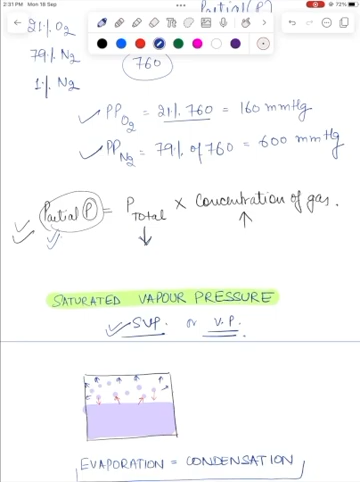 2:31 PM Mon 18 Sep
72%
Partial (P)
21% O2
79% N2
1% N2
760
PPO2 = 21% 760 = 160 mmHg
PPN2 = 79% of 760 = 600 mmHg
Partial P = PTotal × Concentration of gas.
SATURATED VAPOUR PRESSURE
SVP. or V.P.
EVAPORATION = CONDENSATION